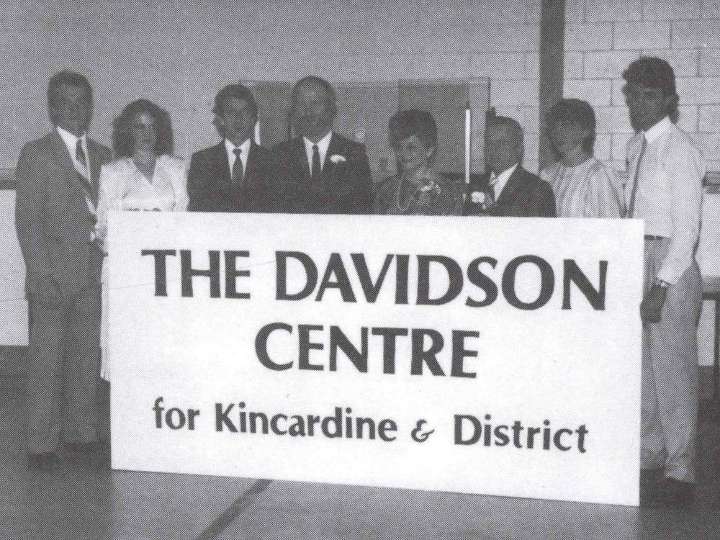 THE DAVIDSON
CENTRE
for Kincardine & District